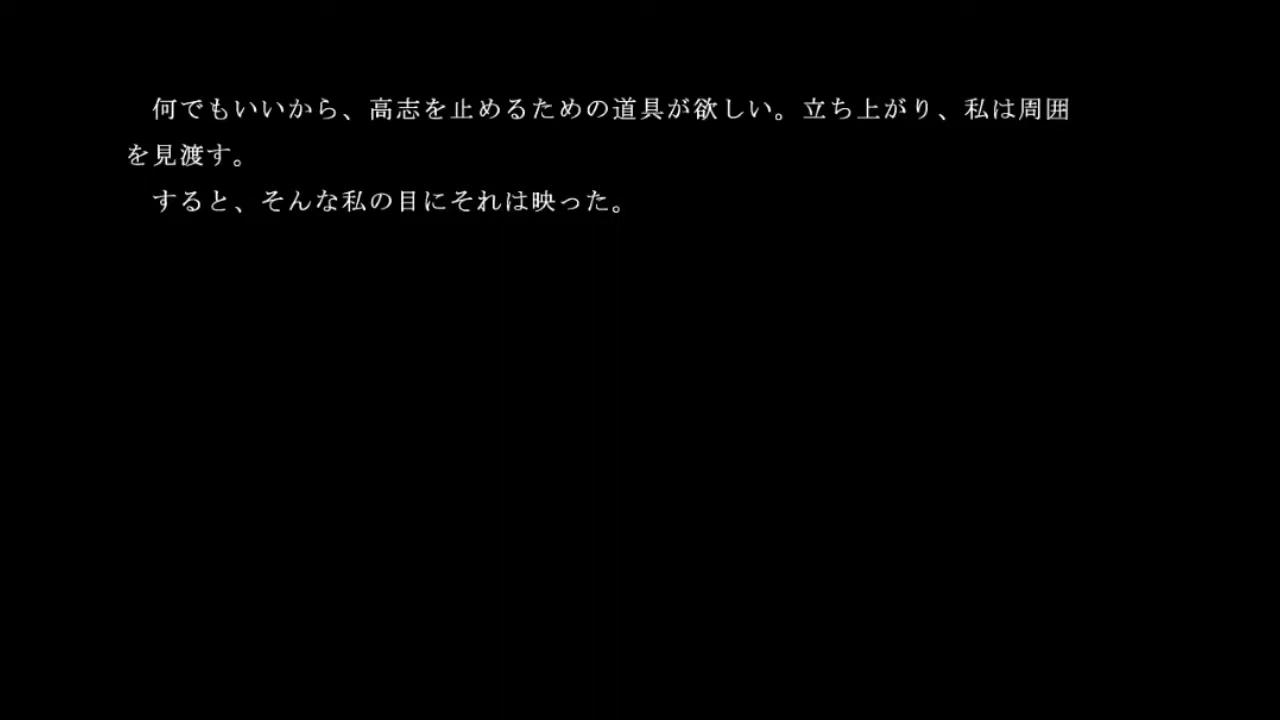 何でもいいから、高志を止めるための道具が欲しい。立ち上がり、私は周囲
を見渡す。
　すると、そんな私の目にそれは映った。